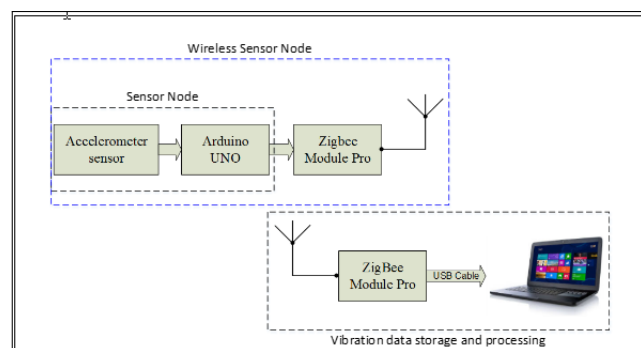 Wireless Sensor Node
Sensor Node
Accelerometer
sensor
Arduino
UNO
Zigbee
Module Pro
ZigBee
Module Pro
USB Cable
Vibration data storage and processing